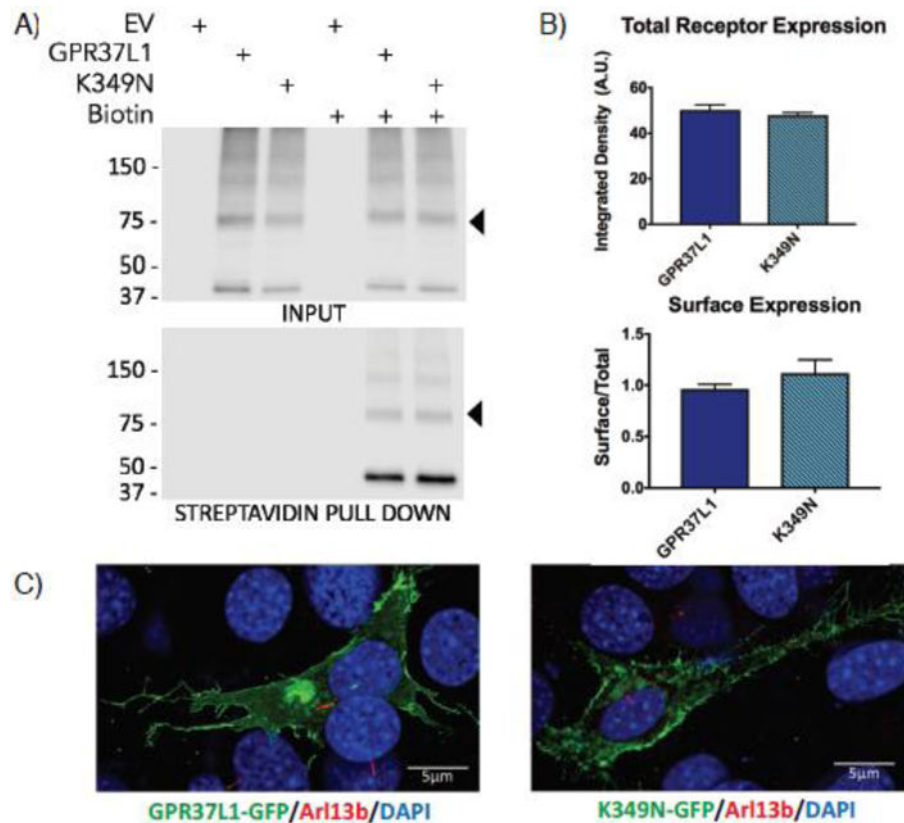 A)
EV + +
GPR37L1 + +
K349N + +
Biotin + + +
150 -
75 -
50 -
37 -
INPUT
150 -
75 -
50 -
37 -
STREPTAVIDIN PULL DOWN
B)
Total Receptor Expression
Integrated Density (A.U.)
60
40
20
0
GPR37L1
K349N
Surface Expression
Surface/Total
1.5
1.0
0.5
0.0
GPR37L1
K349N
C)
5µm
GPR37L1-GFP/Arl13b/DAPI
5µm
K349N-GFP/Arl13b/DAPI